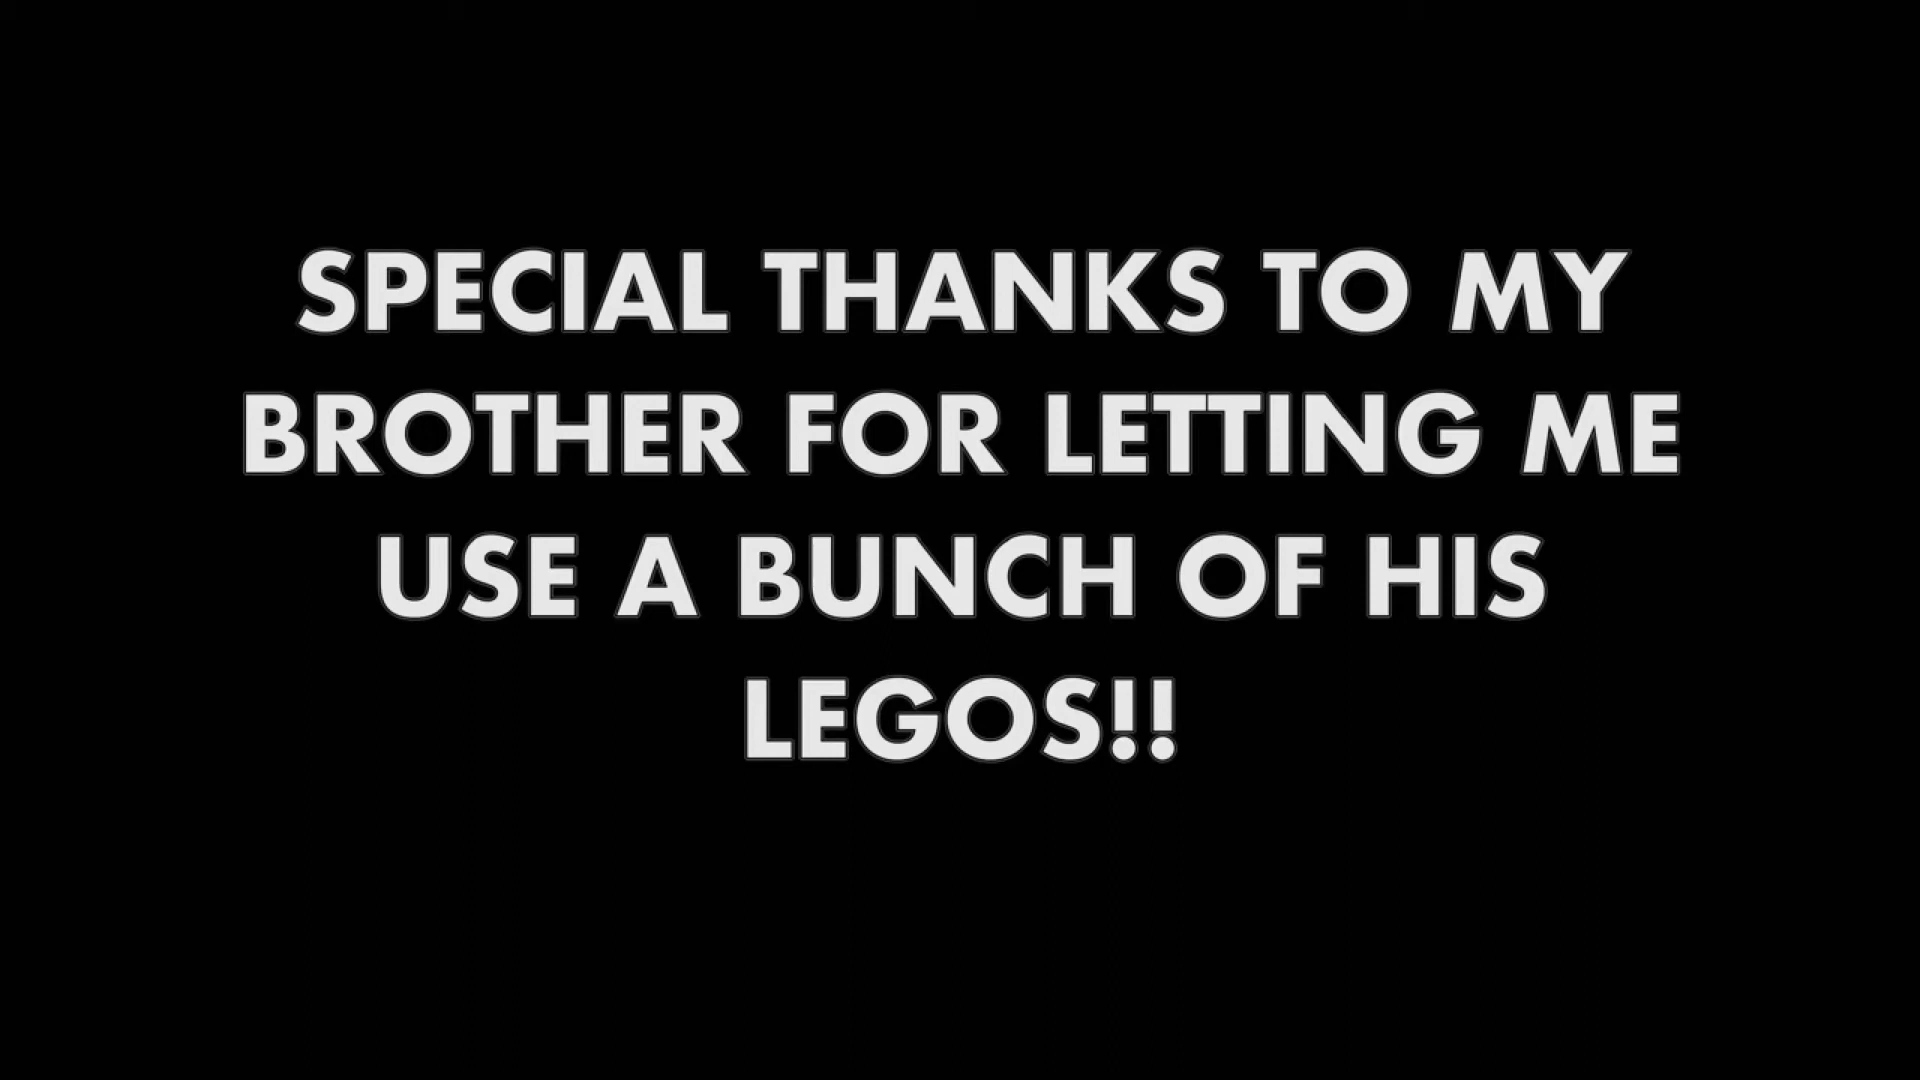 SPECIAL THANKS TO MY
BROTHER FOR LETTING ME
USE A BUNCH OF HIS
LEGOS!!